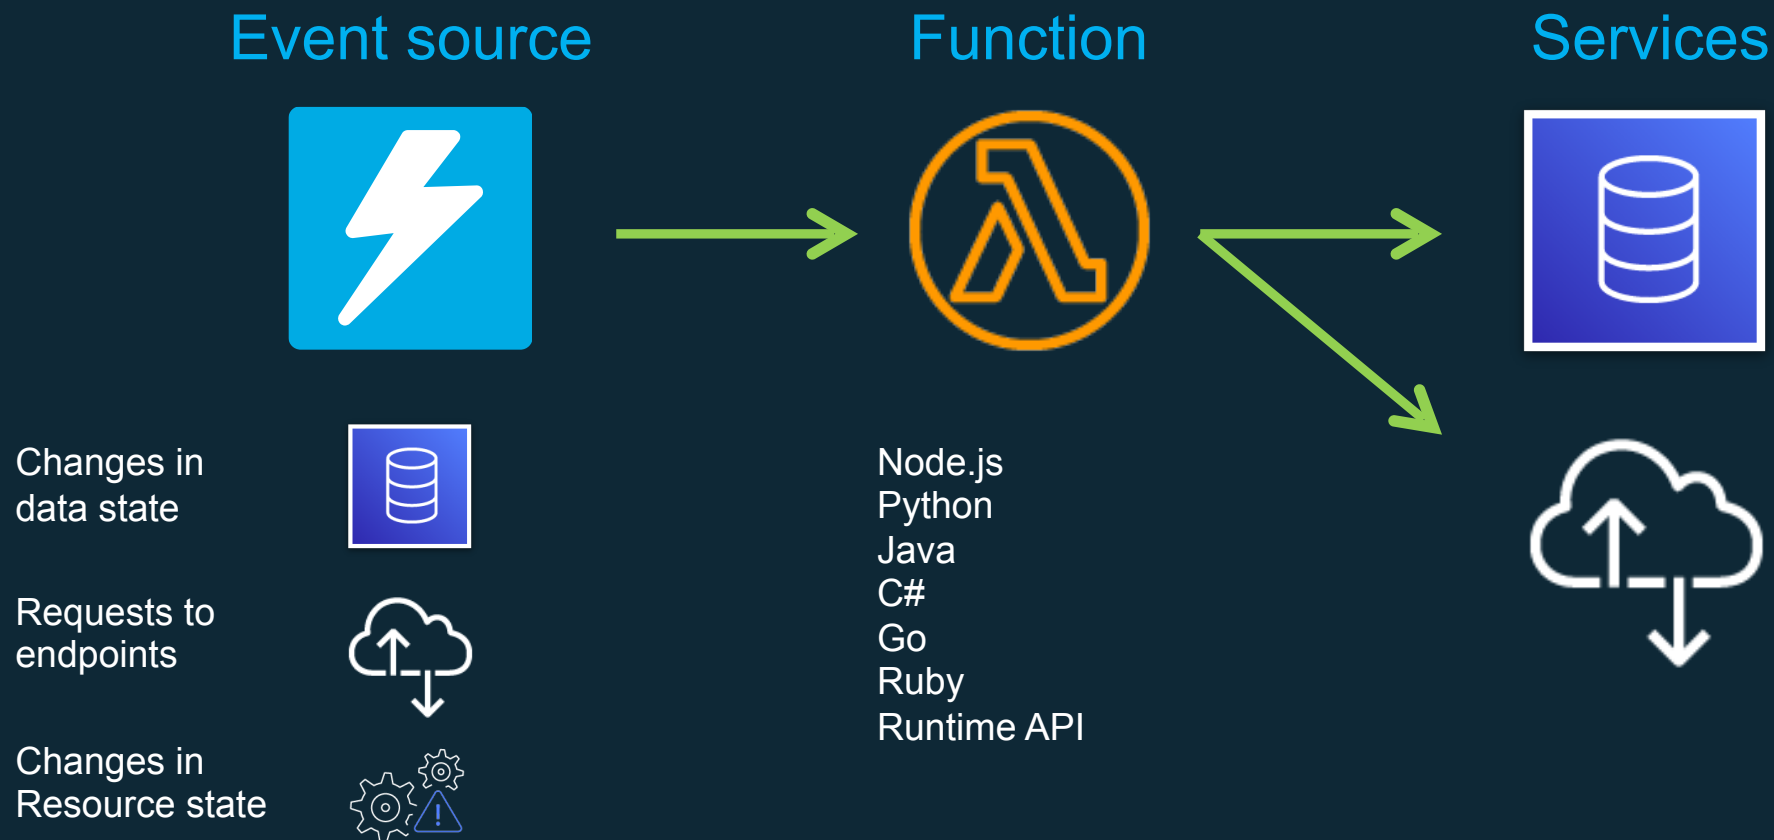 Event source
Function
Services
Changes in
data state
Requests to
endpoints
Changes in
Resource state
Node.js
Python
Java
C#
Go
Ruby
Runtime API